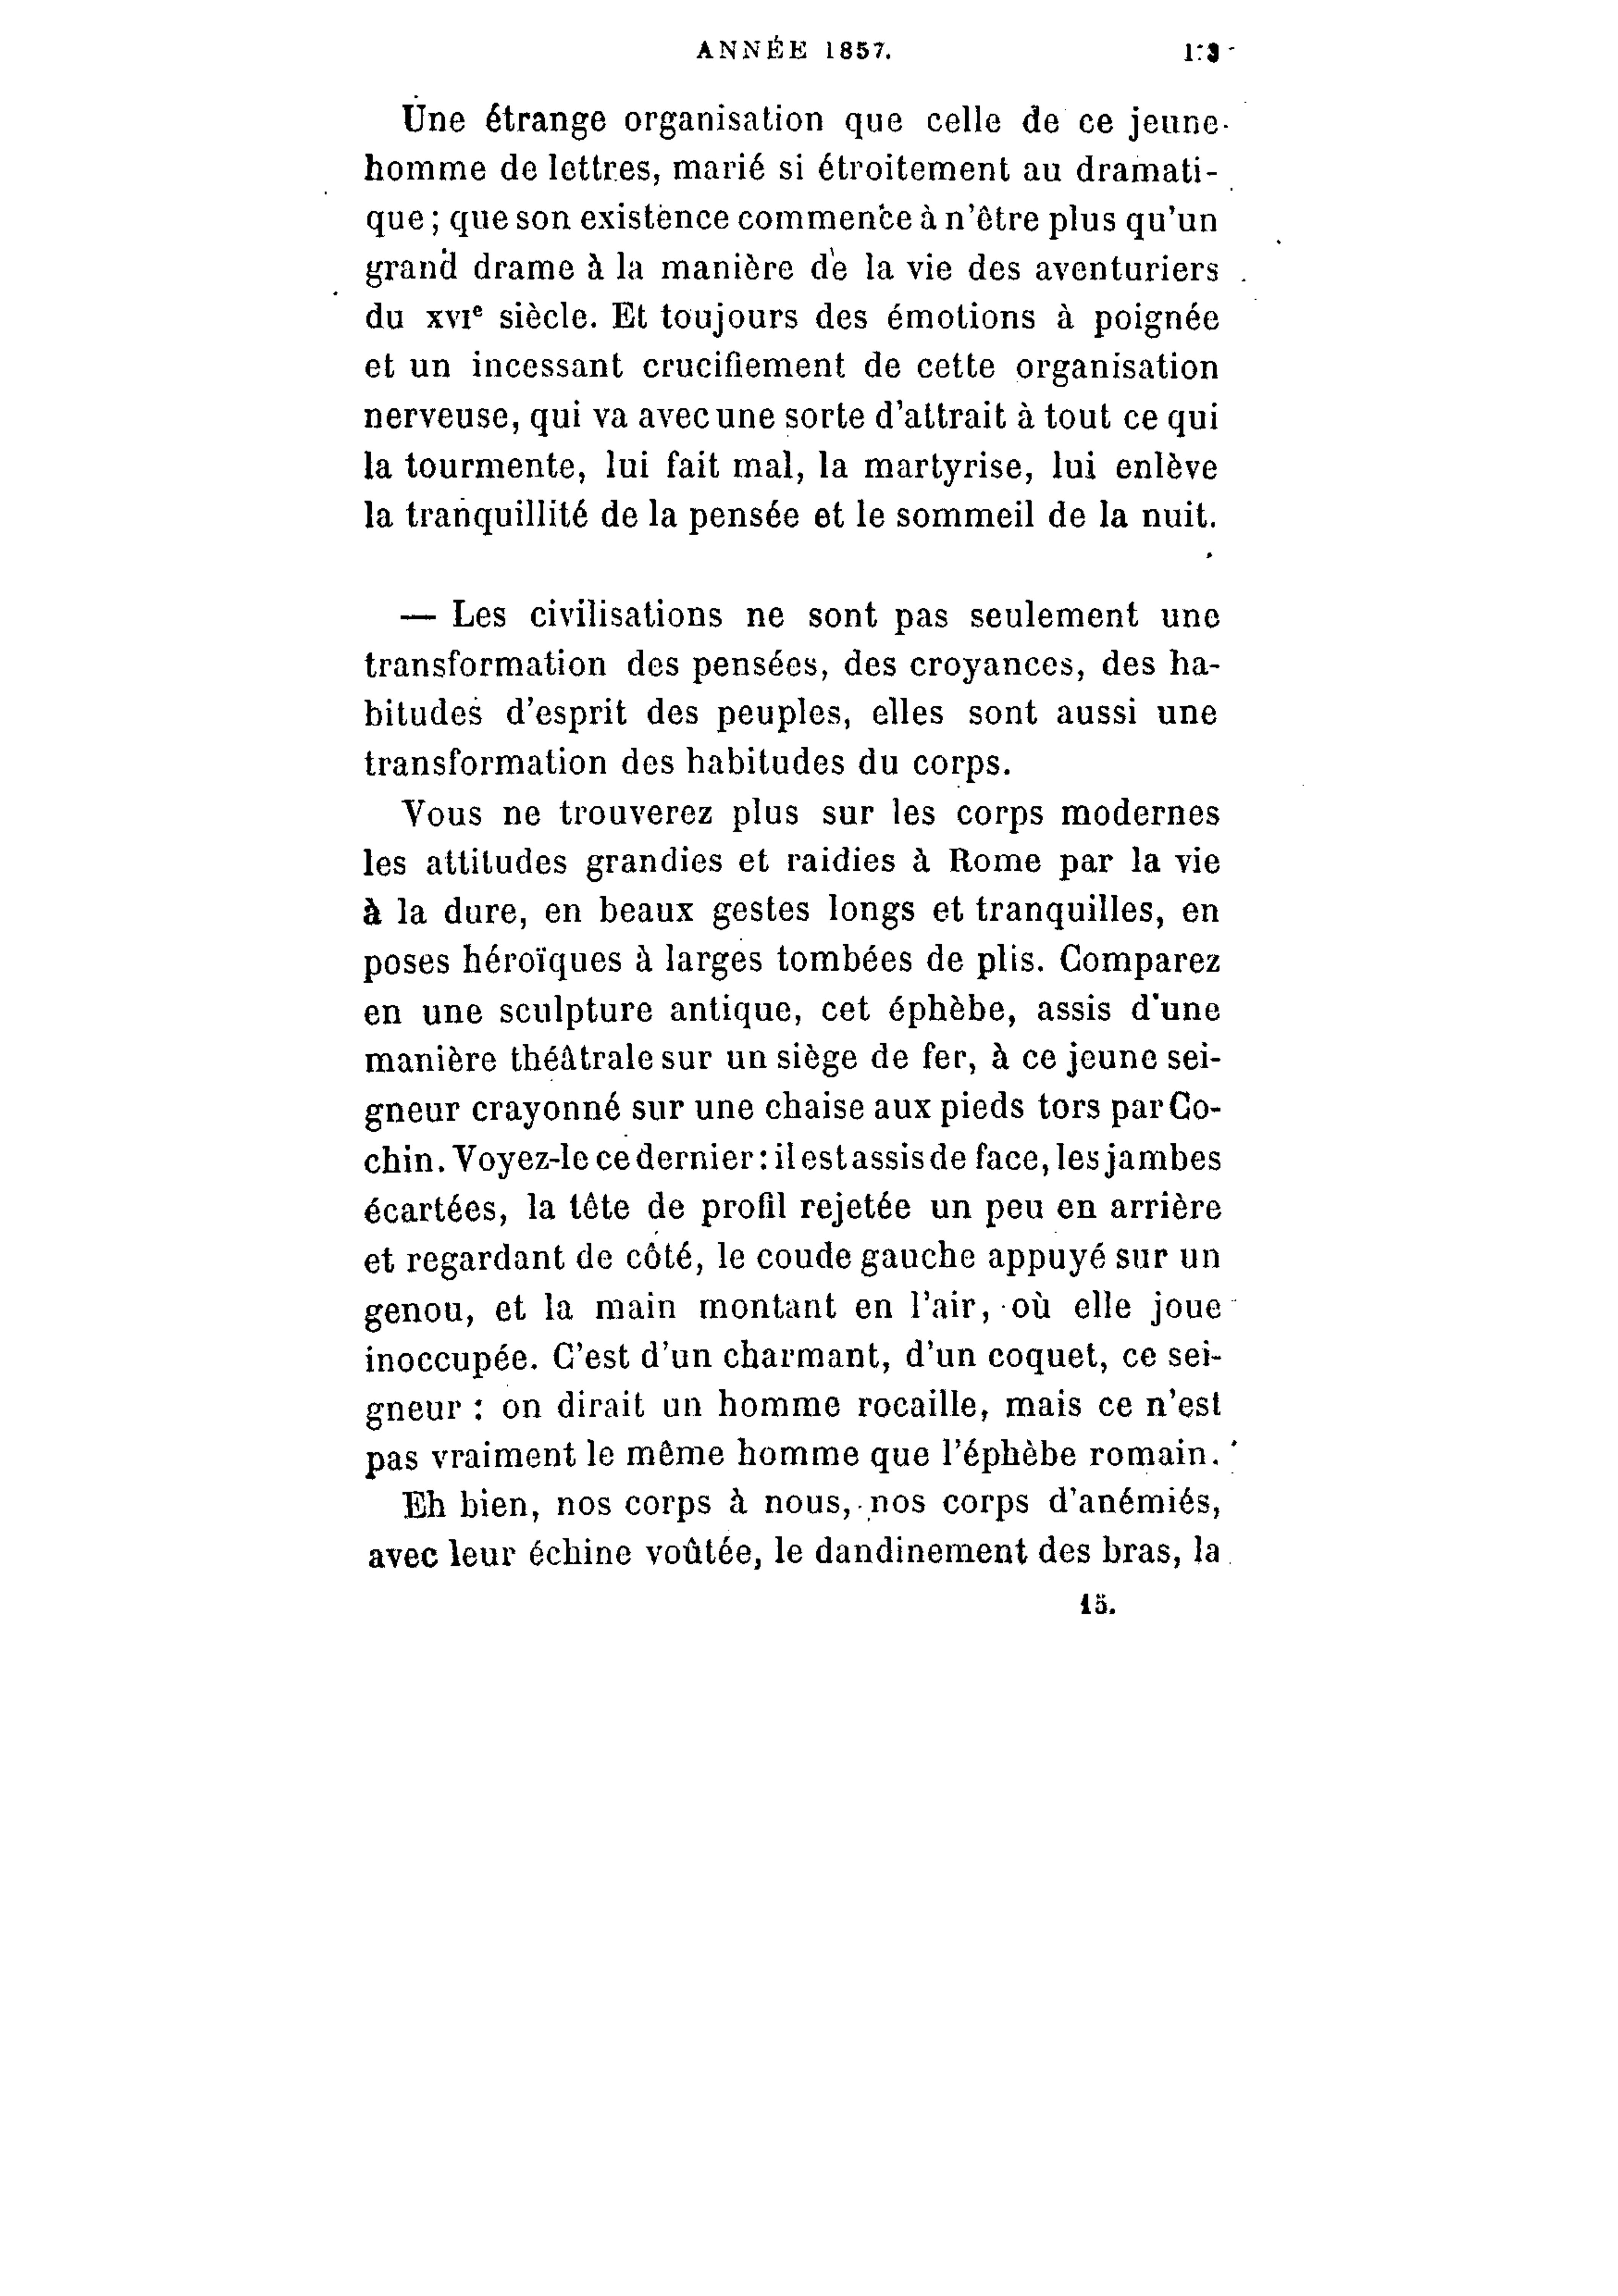 ANNÉE 1857.
Une étrange organisation que celle de ce jeune
homme de lettres, marié si étroitement au dramati-
que ; que son existence commence à n'être plus qu'un
grand drame à la manière de la vie des aventuriers
du XVIe siècle. Et toujours des émotions à poignée
et un incessant crucifiement de cette organisation
nerveuse, qui va avec une sorte d'attrait à tout ce qui
la tourmente, lui fait mal, la martyrise, lui enlève
la tranquillité de la pensée et le sommeil de la nuit.
— Les civilisations ne sont pas seulement une
transformation des pensées, des croyances, des ha-
bitudes d'esprit des peuples, elles sont aussi une
transformation des habitudes du corps.
Vous ne trouverez plus sur les corps modernes
les attitudes grandies et raidies à Rome par la vie
à la dure, en beaux gestes longs et tranquilles, en
poses héroïques à larges tombées de plis. Comparez
en une sculpture antique, cet éphèbe, assis d'une
manière théâtrale sur un siège de fer, à ce jeune sei-
gneur crayonné sur une chaise aux pieds tors par Co-
chin. Voyez-le ce dernier : il est assis de face, les jambes
écartées, la tête de profil rejetée un peu en arrière
et regardant de côté, le coude gauche appuyé sur un
genou, et la main montant en l'air, où elle joue
inoccupée. C'est d'un charmant, d'un coquet, ce sei-
gneur : on dirait un homme rocaille, mais ce n'est
pas vraiment le même homme que l'éphèbe romain.
Eh bien, nos corps à nous, nos corps d'anémiés,
avec leur échine voûtée, le dandinement des bras, la
15.